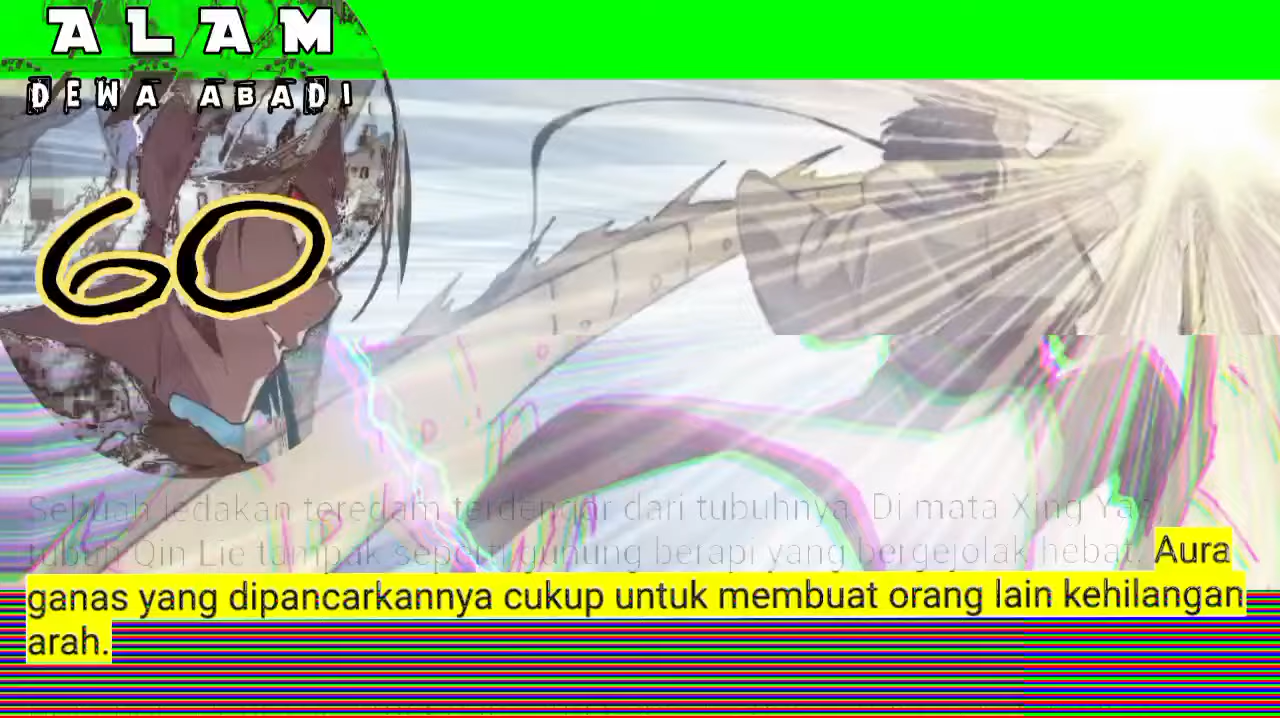 ALAM
DEWA ABADI
60
Sebuah ledakan teredam terdengar dari tubuhnya. Di mata Xing Yao,
tubuh Qin Lie tampak seperti gunung berapi yang bergejolak hebat. Aura
ganas yang dipancarkannya cukup untuk membuat orang lain kehilangan
arah.